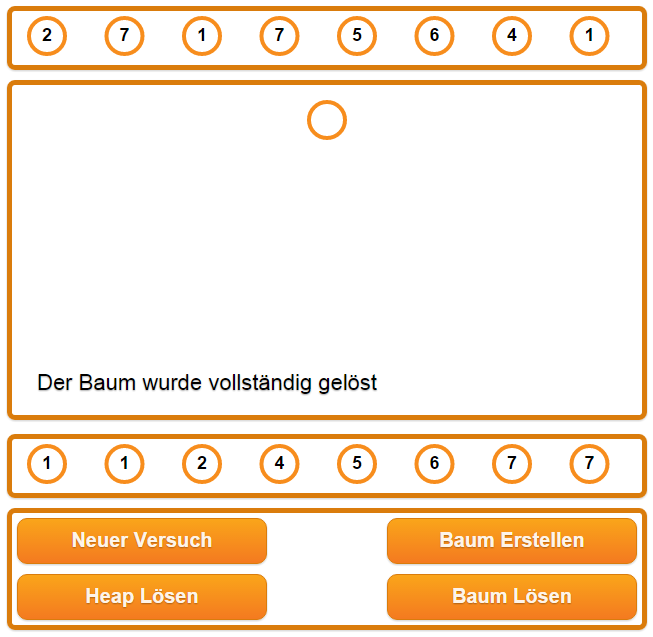 2 7 1 7 5 6 4 1
Der Baum wurde vollständig gelöst
1 1 2 4 5 6 7 7
Neuer Versuch Baum Erstellen
Heap Lösen Baum Lösen